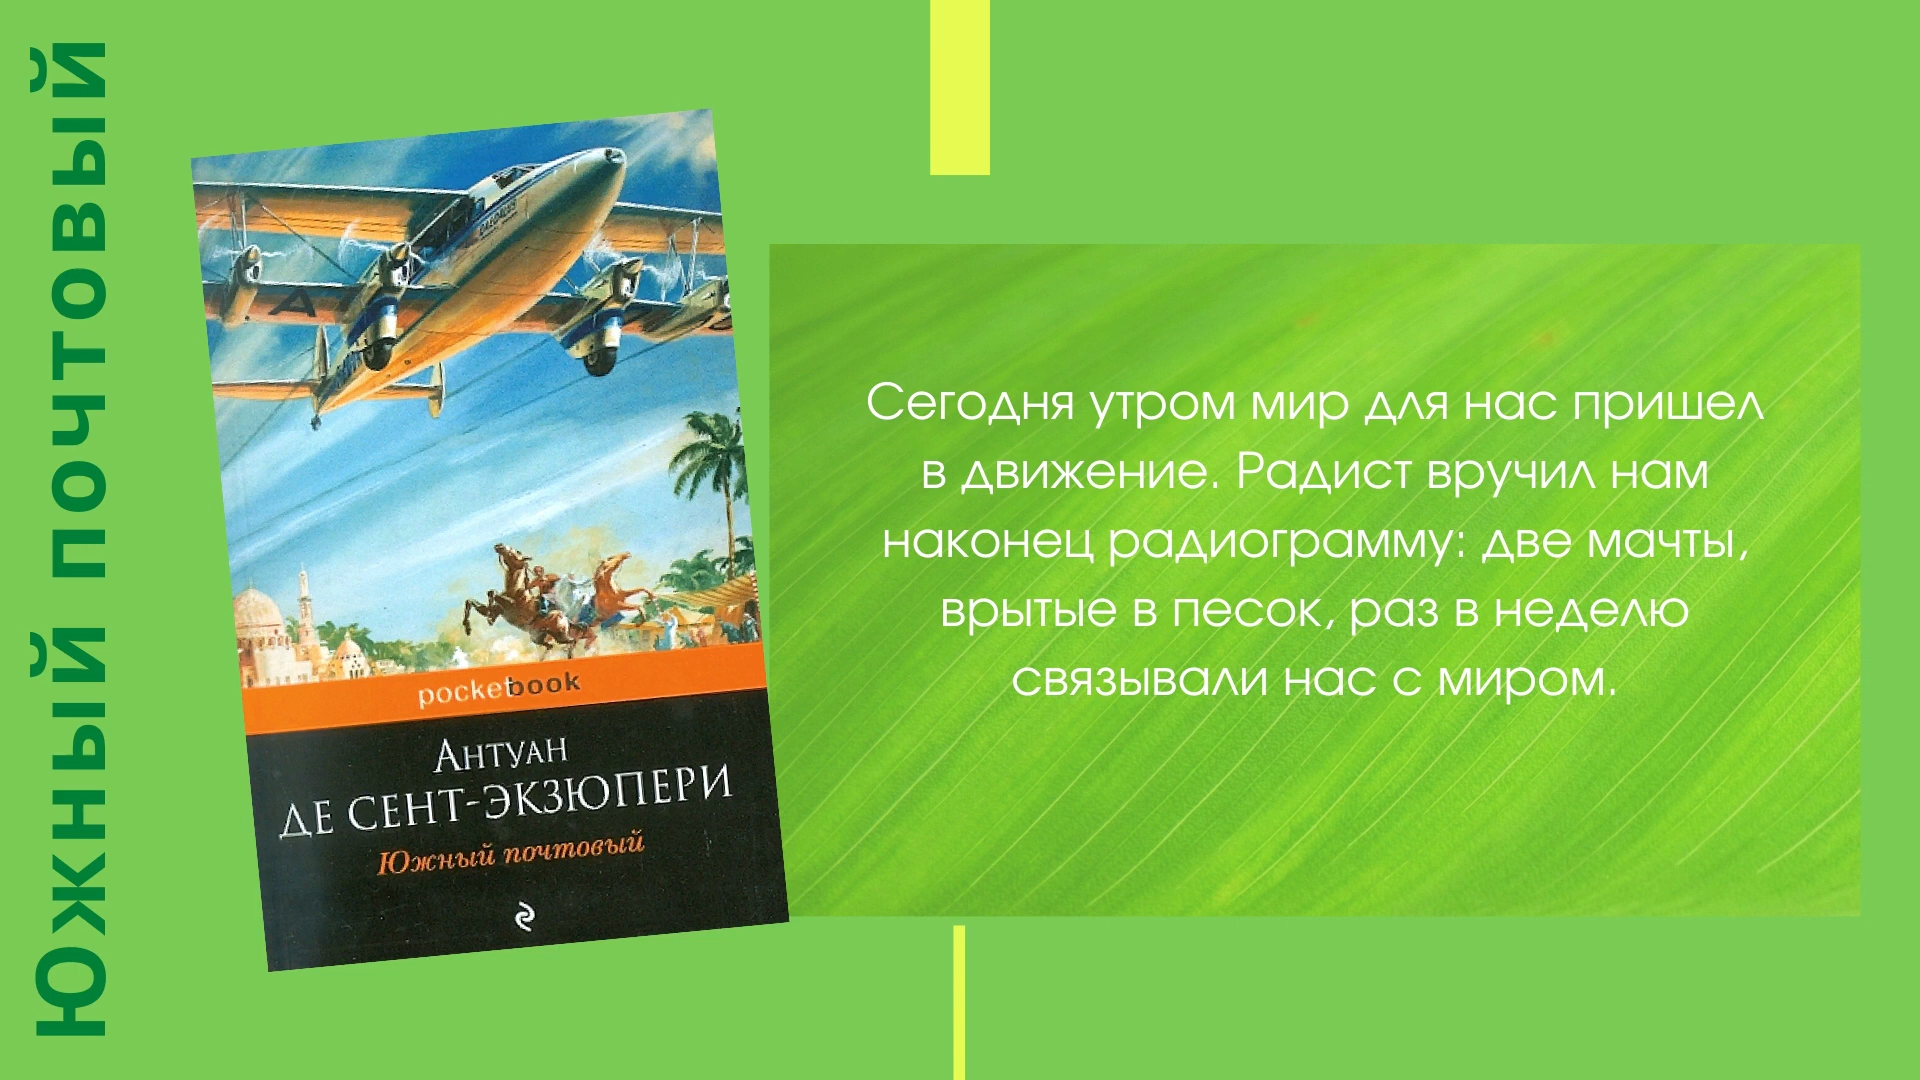 Южный почтовый
pocketbook
Антуан
де Сент-Экзюпери
Южный почтовый
Сегодня утром мир для нас пришел
в движение. Радист вручил нам
наконец радиограмму: две мачты,
врытые в песок, раз в неделю
связывали нас с миром.